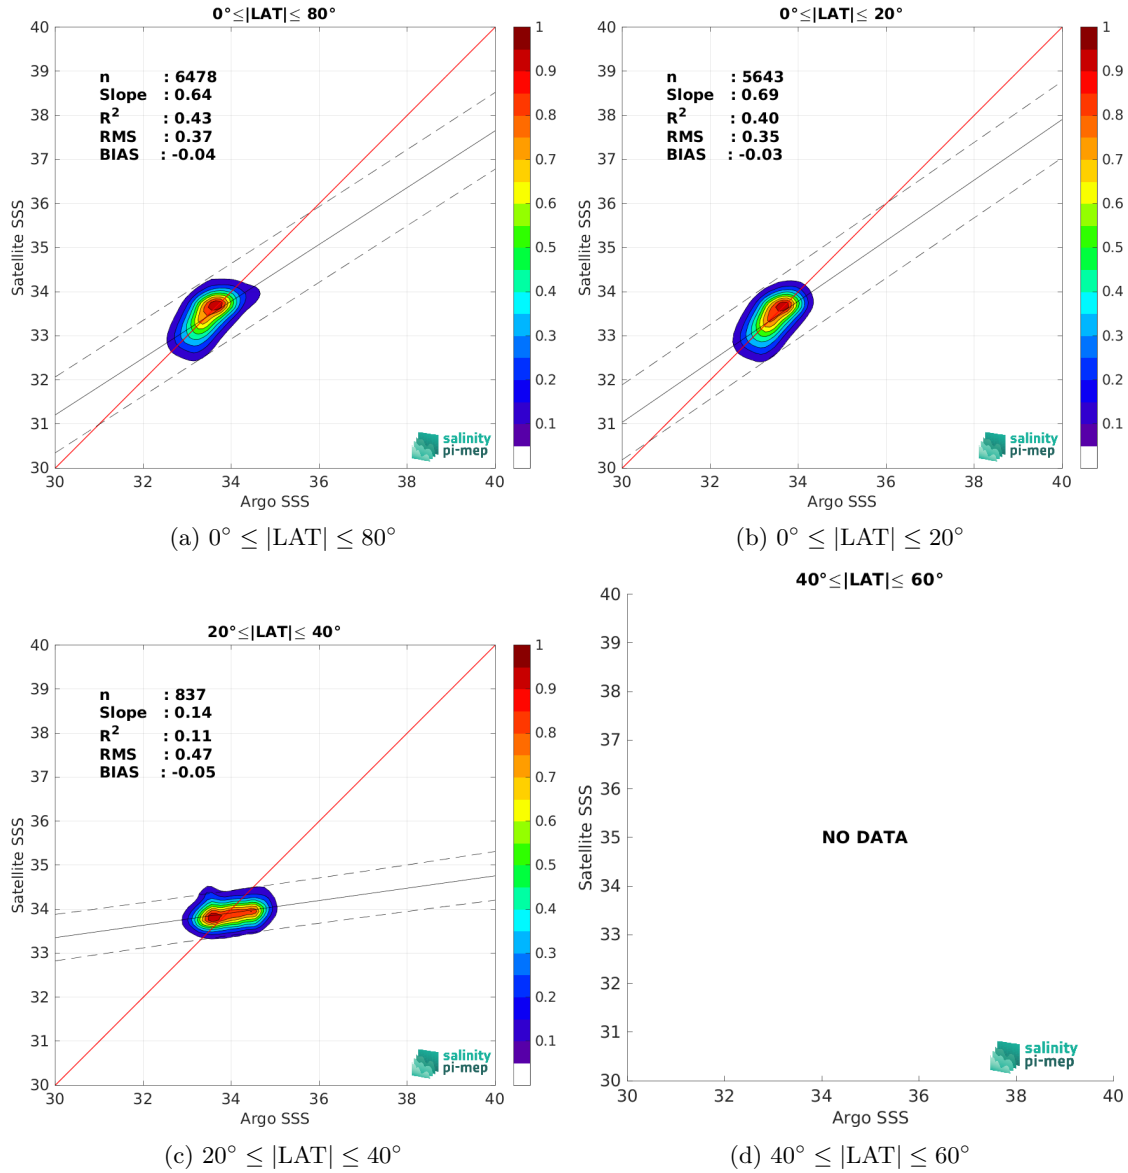 0°≤|LAT|≤ 80°
40
39
38
37
36
35
34
33
32
31
30
30
32
34
36
38
40
Satellite SSS
Argo SSS
n : 6478
Slope : 0.64
R² : 0.43
RMS : 0.37
BIAS : -0.04
1
0.9
0.8
0.7
0.6
0.5
0.4
0.3
0.2
0.1
salinity
pi-mep
(a) 0° ≤ |LAT| ≤ 80°
0°≤|LAT|≤ 20°
40
39
38
37
36
35
34
33
32
31
30
30
32
34
36
38
40
Satellite SSS
Argo SSS
n : 5643
Slope : 0.69
R² : 0.40
RMS : 0.35
BIAS : -0.03
1
0.9
0.8
0.7
0.6
0.5
0.4
0.3
0.2
0.1
salinity
pi-mep
(b) 0° ≤ |LAT| ≤ 20°
20°≤|LAT|≤ 40°
40
39
38
37
36
35
34
33
32
31
30
30
32
34
36
38
40
Satellite SSS
Argo SSS
n : 837
Slope : 0.14
R² : 0.11
RMS : 0.47
BIAS : -0.05
1
0.9
0.8
0.7
0.6
0.5
0.4
0.3
0.2
0.1
salinity
pi-mep
(c) 20° ≤ |LAT| ≤ 40°
40°≤|LAT|≤ 60°
40
39
38
37
36
35
34
33
32
31
30
30
32
34
36
38
40
Satellite SSS
Argo SSS
NO DATA
salinity
pi-mep
(d) 40° ≤ |LAT| ≤ 60°